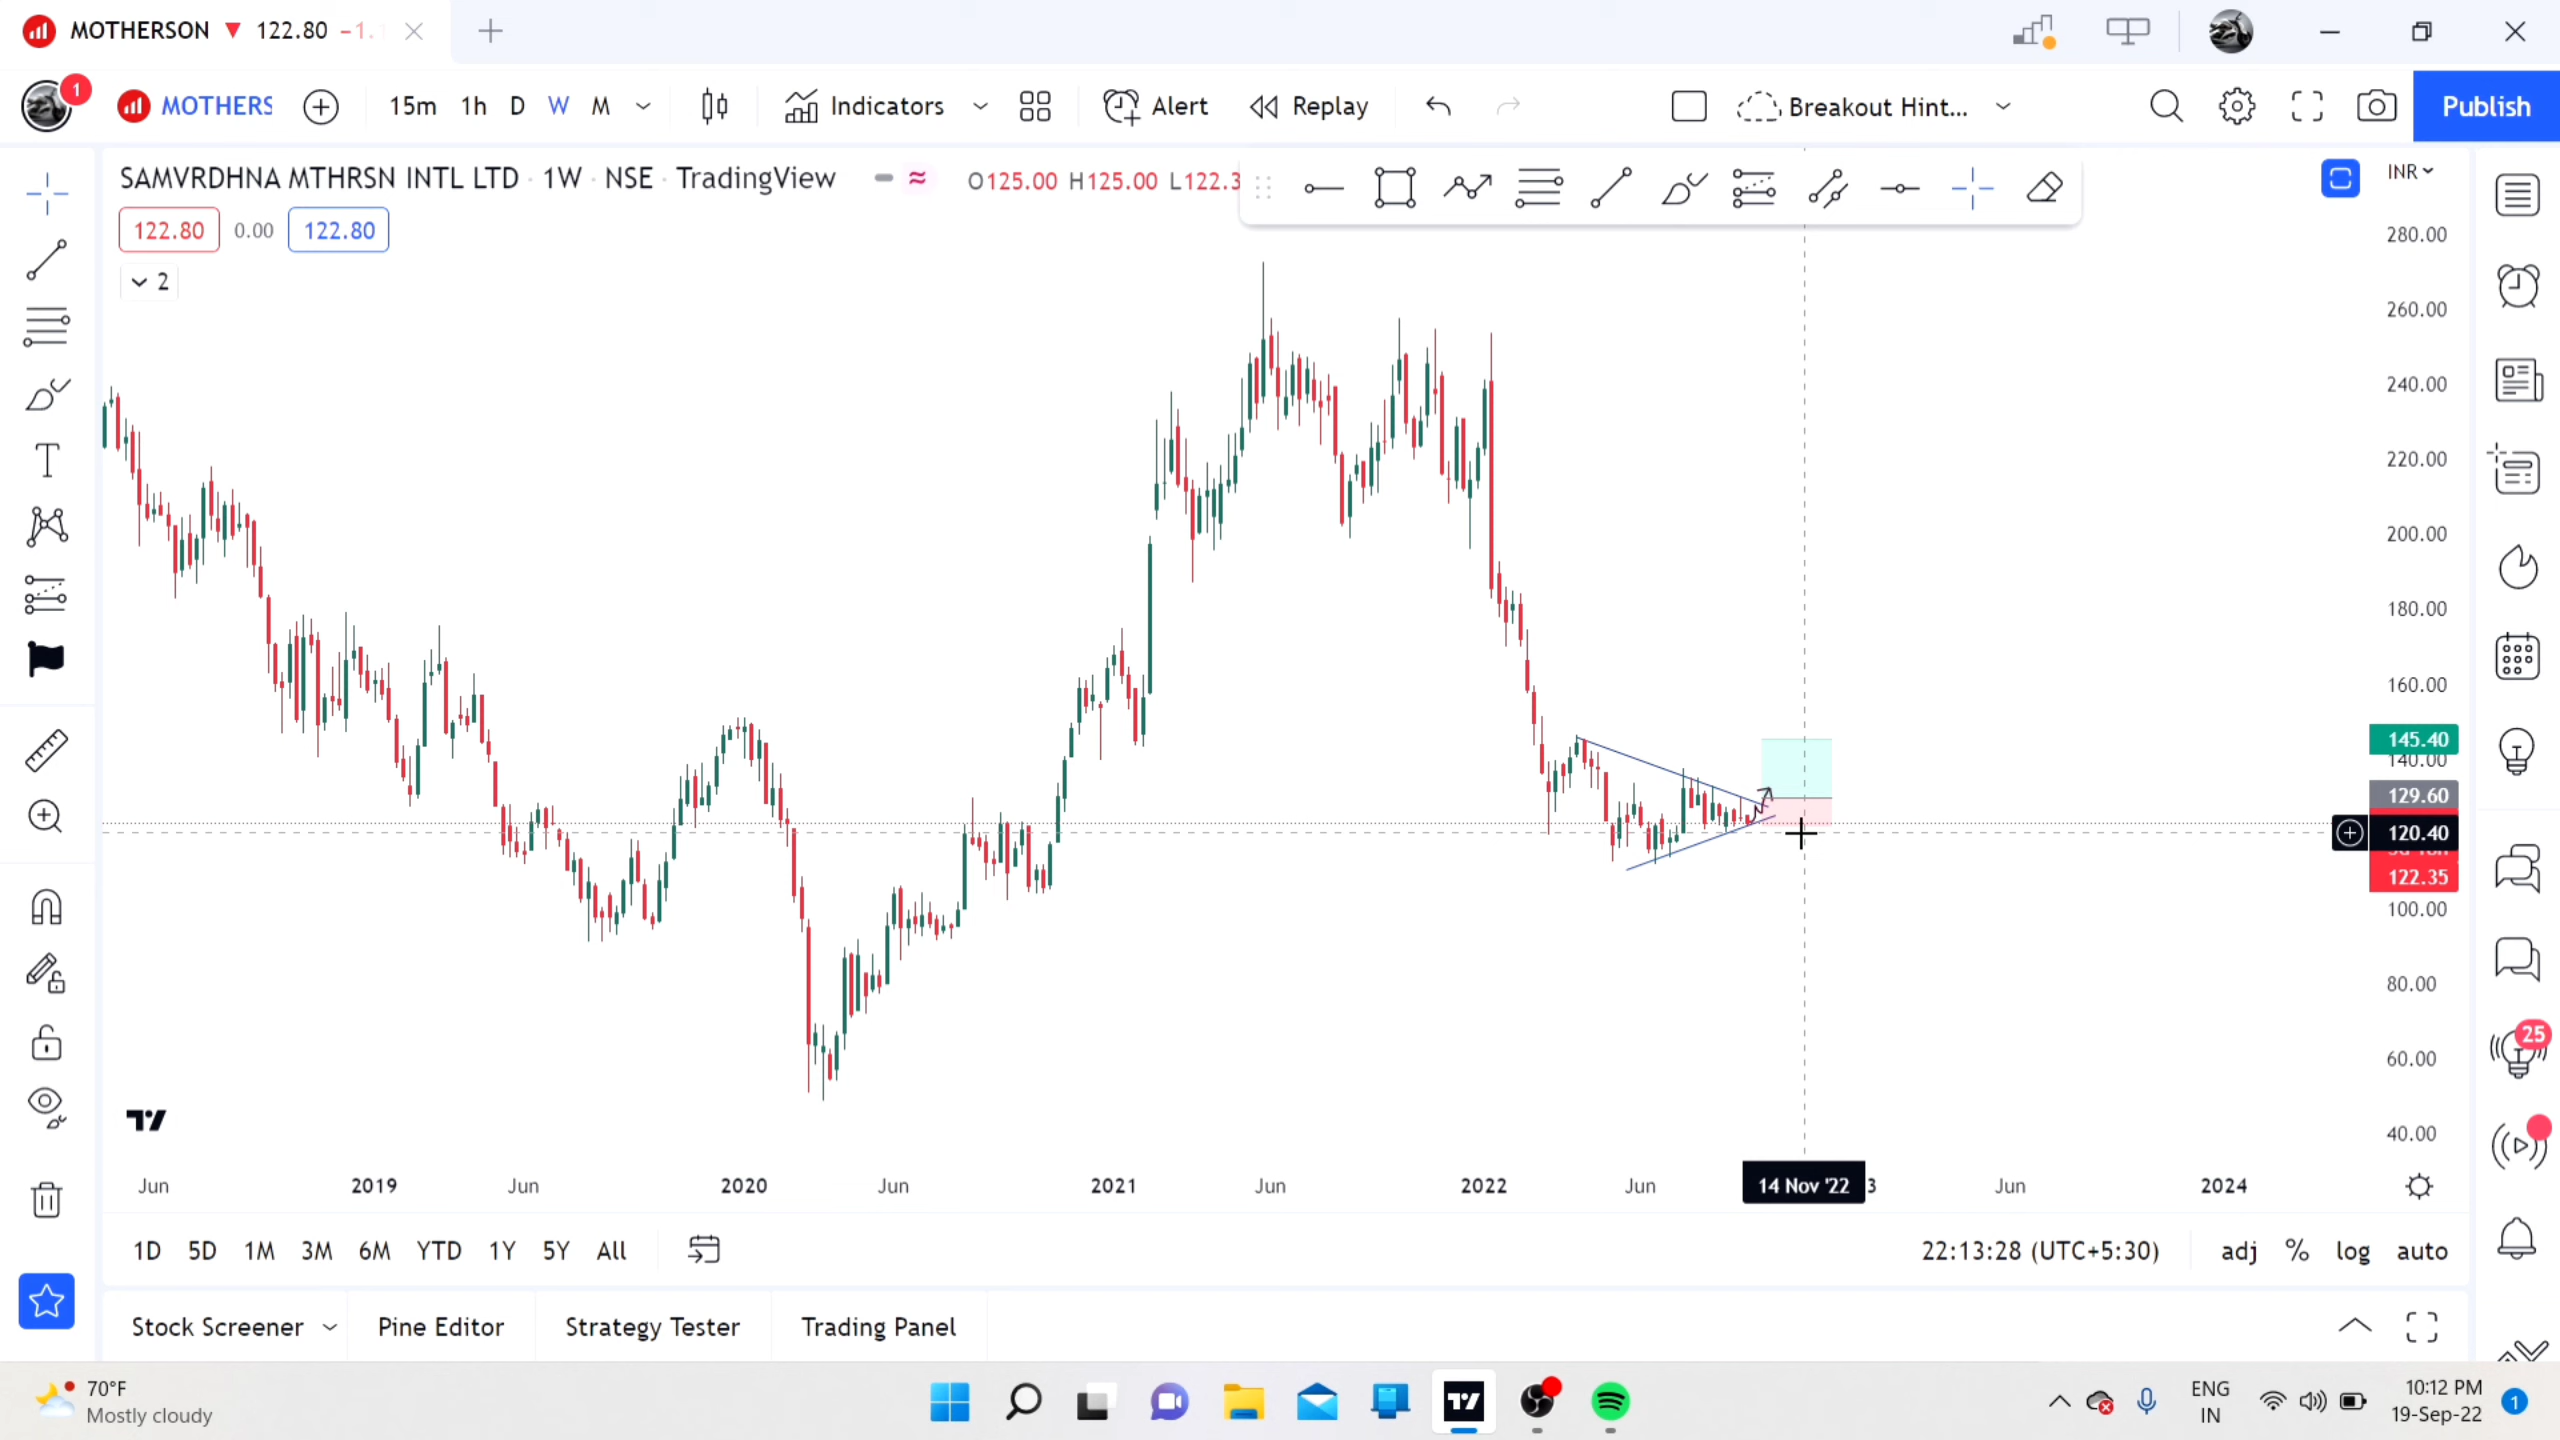 MOTHERSON ▼ 122.80 −1.
1
MOTHERS
15m 1h D W M
Indicators
Alert
Replay
Breakout Hint...
Publish
SAMVRDHNA MTHRSN INTL LTD · 1W · NSE · TradingView
O125.00 H125.00 L122.3
INR
122.80 0.00 122.80
2
280.00
260.00
240.00
220.00
200.00
180.00
160.00
145.40
140.00
129.60
120.40
122.35
100.00
80.00
60.00
40.00
25
Jun 2019 Jun 2020 Jun 2021 Jun 2022 Jun 14 Nov '22 3 Jun 2024
1D 5D 1M 3M 6M YTD 1Y 5Y All
22:13:28 (UTC+5:30)
adj % log auto
Stock Screener
Pine Editor
Strategy Tester
Trading Panel
70°F
Mostly cloudy
ENG
IN
10:12 PM
19-Sep-22
1